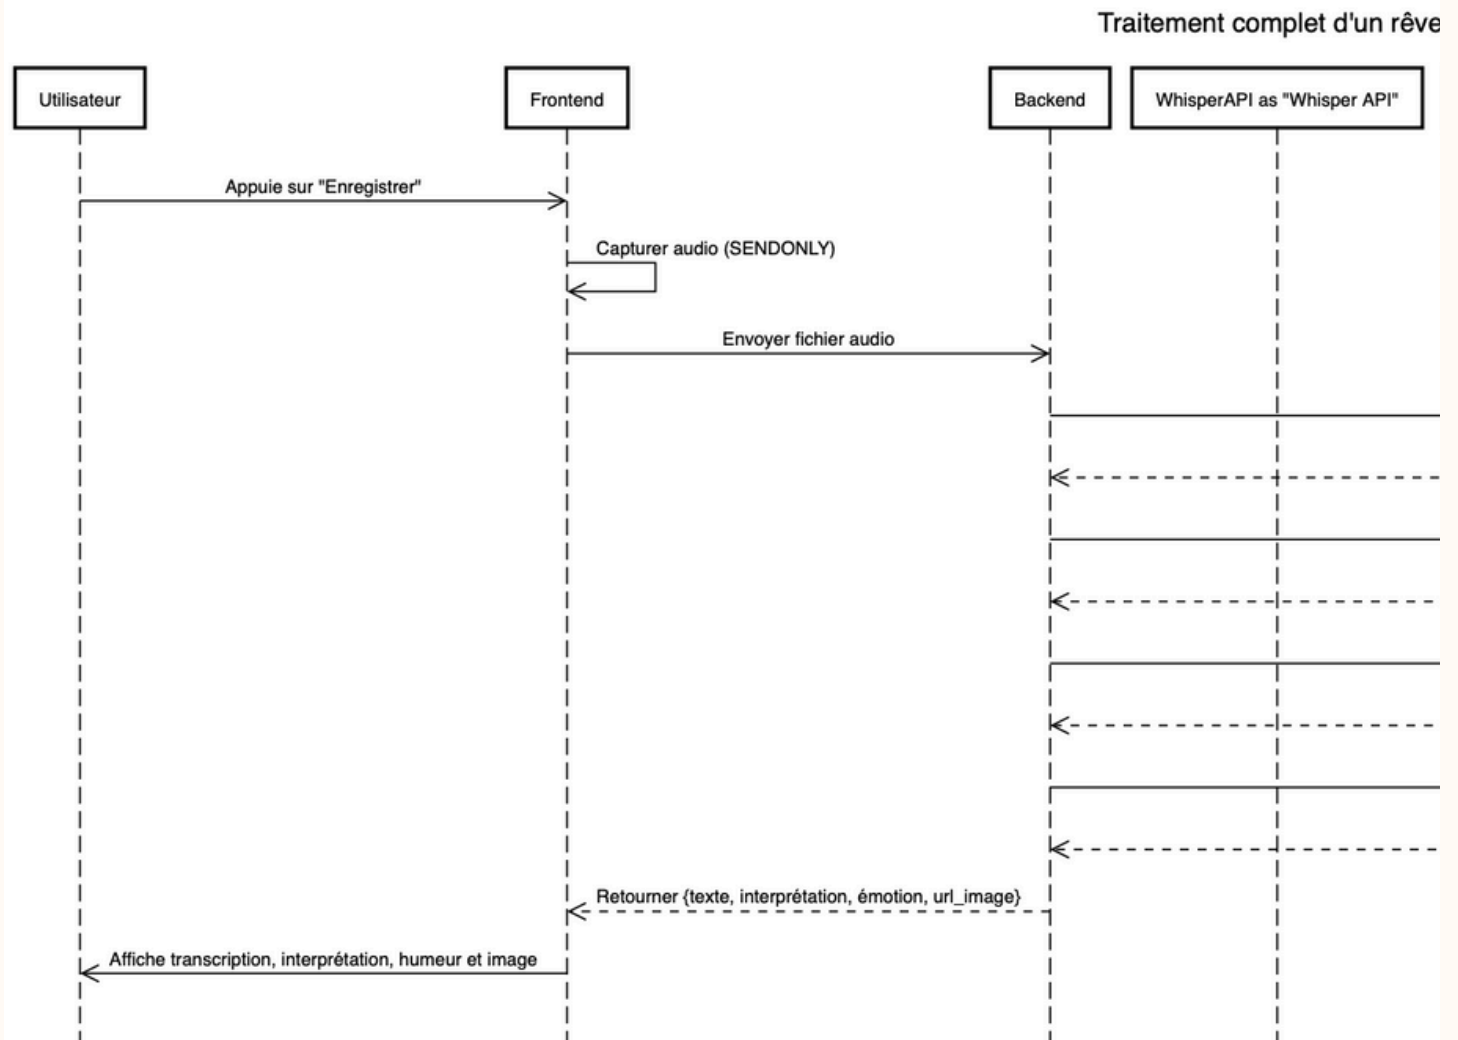 Traitement complet d'un rêve
Utilisateur
Frontend
Backend
WhisperAPI as "Whisper API"
Appuie sur "Enregistrer"
Capturer audio (SENDONLY)
Envoyer fichier audio
Retourner {texte, interprétation, émotion, url_image}
Affiche transcription, interprétation, humeur et image